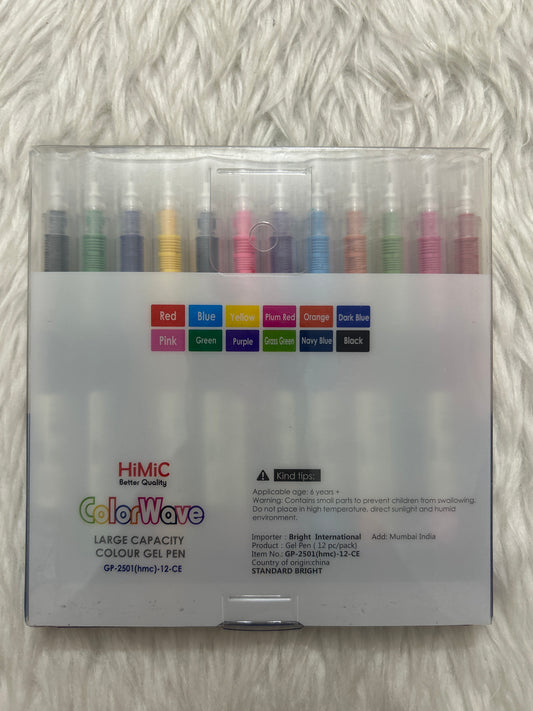 Red Blue Yellow Plum Red Orange Dark Blue
Pink Green Purple Grass Green Navy Blue Black
HiMiC
Better Quality
ColorWave
LARGE CAPACITY
COLOUR GEL PEN
GP-2501(hmc)-12-CE
Kind tips:
Applicable age: 6 years +
Warning: Contains small parts to prevent children from swallowing.
Do not place in high temperature, direct sunlight and humid
environment.
Importer : Bright International Add: Mumbai India
Product : Gel Pen ( 12 pc/pack)
Item No.: GP-2501(hmc)-12-CE
Country of origin:china
STANDARD BRIGHT